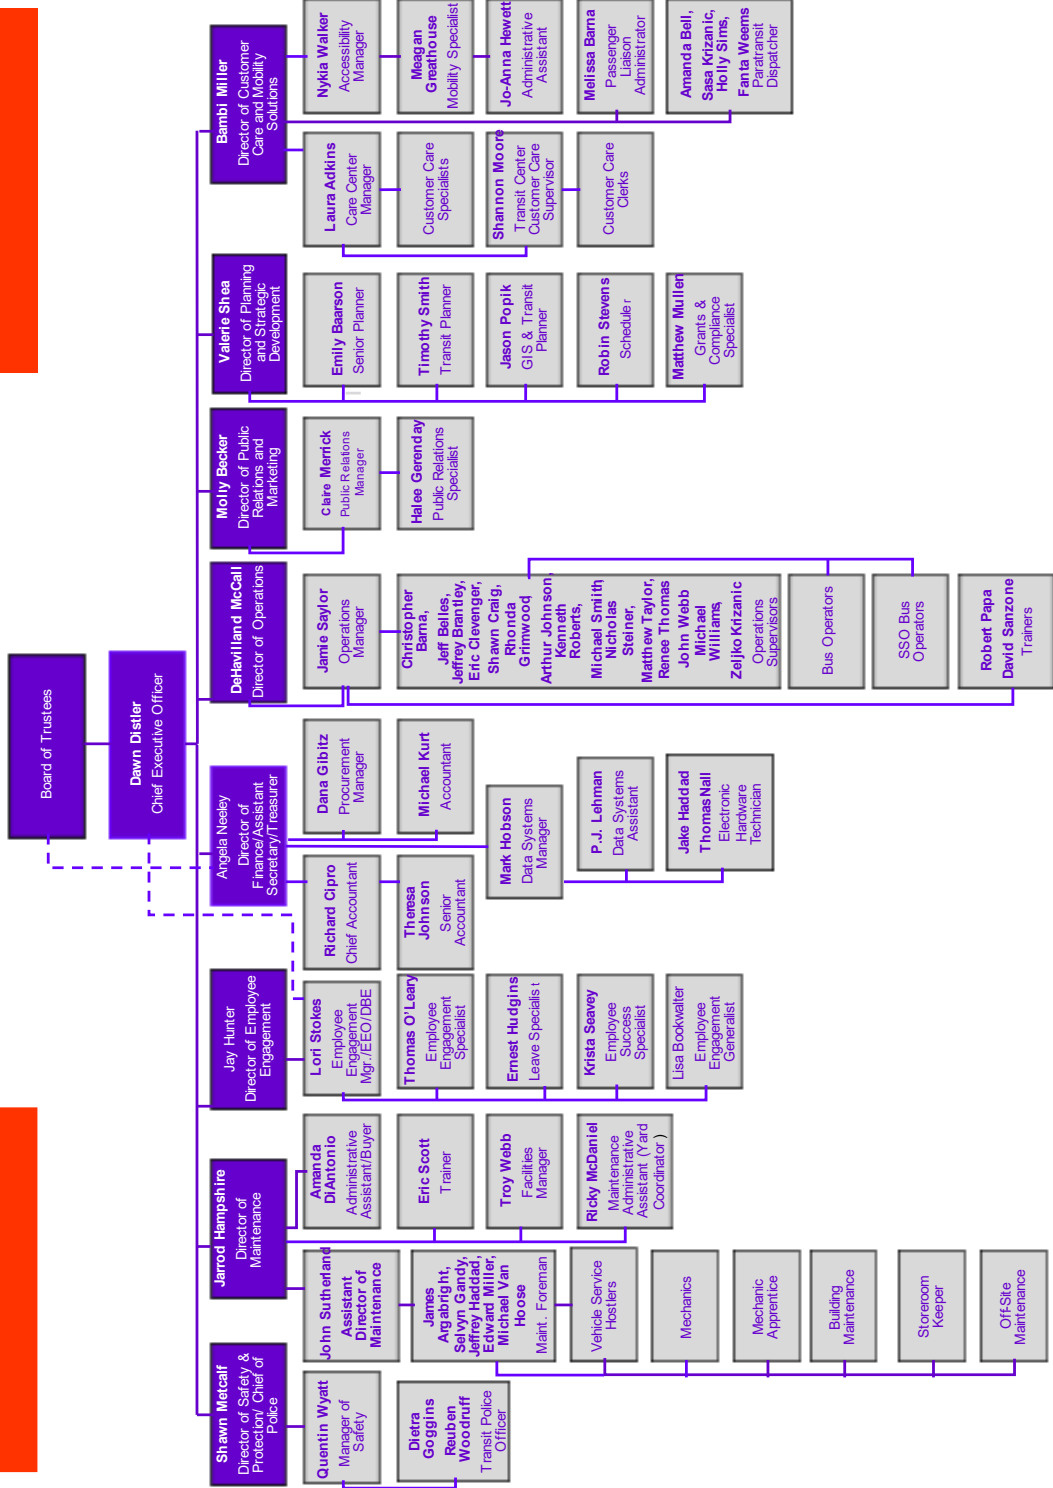 Board of Trustees
Dawn Distler
Chief Executive Officer
Shawn Metcalf
Director of Safety &
Protection/ Chief of
Police
Quentin Wyatt
Manager of
Safety
Dietra
Goggins
Reuben
Woodruff
Transit Police
Officer
Jarrod Hampshire
Director of
Maintenance
John Sutherland
Assistant
Director of
Maintenance
James
Argabright,
Selvyn Gandy,
Jeffrey Haddad,
Edward Miller,
Michael Van
Hoose
Maint. Foreman
Vehicle Service
Hostlers
Mechanics
Mechanic
Apprentice
Building
Maintenance
Storeroom
Keeper
Off-Site
Maintenance
Amanda
DiAntonio
Administrative
Assistant/Buyer
Eric Scott
Trainer
Troy Webb
Facilities
Manager
Ricky McDaniel
Maintenance
Administrative
Assistant (Yard
Coordinator )
Jay Hunter
Director of Employee
Engagement
Lori Stokes
Employee
Engagement
Mgr./EEO/DBE
Thomas O'Leary
Employee
Engagement
Specialist
Ernest Hudgins
Leave Specialist
Krista Seavey
Employee
Success
Specialist
Lisa Bookwalter
Employee
Engagement
Generalist
Angela Neeley
Director of
Finance/Assistant
Secretary/Treasurer
Richard Cipro
Chief Accountant
Theresa
Johnson
Senior
Accountant
Dana Gibitz
Procurement
Manager
Michael Kurt
Accountant
Mark Hobson
Data Systems
Manager
P.J. Lehman
Data Systems
Assistant
Jake Haddad
Thomas Nall
Electronic
Hardware
Technician
DeHavilland McCall
Director of Operations
Jamie Saylor
Operations
Manager
Christopher
Barna,
Jeff Belles,
Jeffrey Brantley,
Eric Clevenger,
Shawn Craig,
Rhonda
Grimwood,
Arthur Johnson,
Kenneth
Roberts,
Michael Smith,
Nicholas
Steiner,
Matthew Taylor,
Renee Thomas
John Webb
Michael
Williams,
Zeljko Krizanic
Operations
Supervisors
Bus Operators
SSO Bus
Operators
Robert Papa
David Sanzone
Trainers
Molly Becker
Director of Public
Relations and
Marketing
Claire Merrick
Public Relations
Manager
Halee Gerenday
Public Relations
Specialist
Valerie Shea
Director of Planning
and Strategic
Development
Emily Baarson
Senior Planner
Timothy Smith
Transit Planner
Jason Popik
GIS & Transit
Planner
Robin Stevens
Scheduler
Matthew Mullen
Grants &
Compliance
Specialist
Bambi Miller
Director of Customer
Care and Mobility
Solutions
Laura Adkins
Care Center
Manager
Customer Care
Specialists
Shannon Moore
Transit Center
Customer Care
Supervisor
Customer Care
Clerks
Nykia Walker
Accessibility
Manager
Meagan
Greathouse
Mobility Specialist
Jo-Anna Hewett
Administrative
Assistant
Melissa Barna
Passenger
Liaison
Administrator
Amanda Bell,
Sasa Krizanic,
Holly Sims,
Fanta Weems
Paratransit
Dispatcher